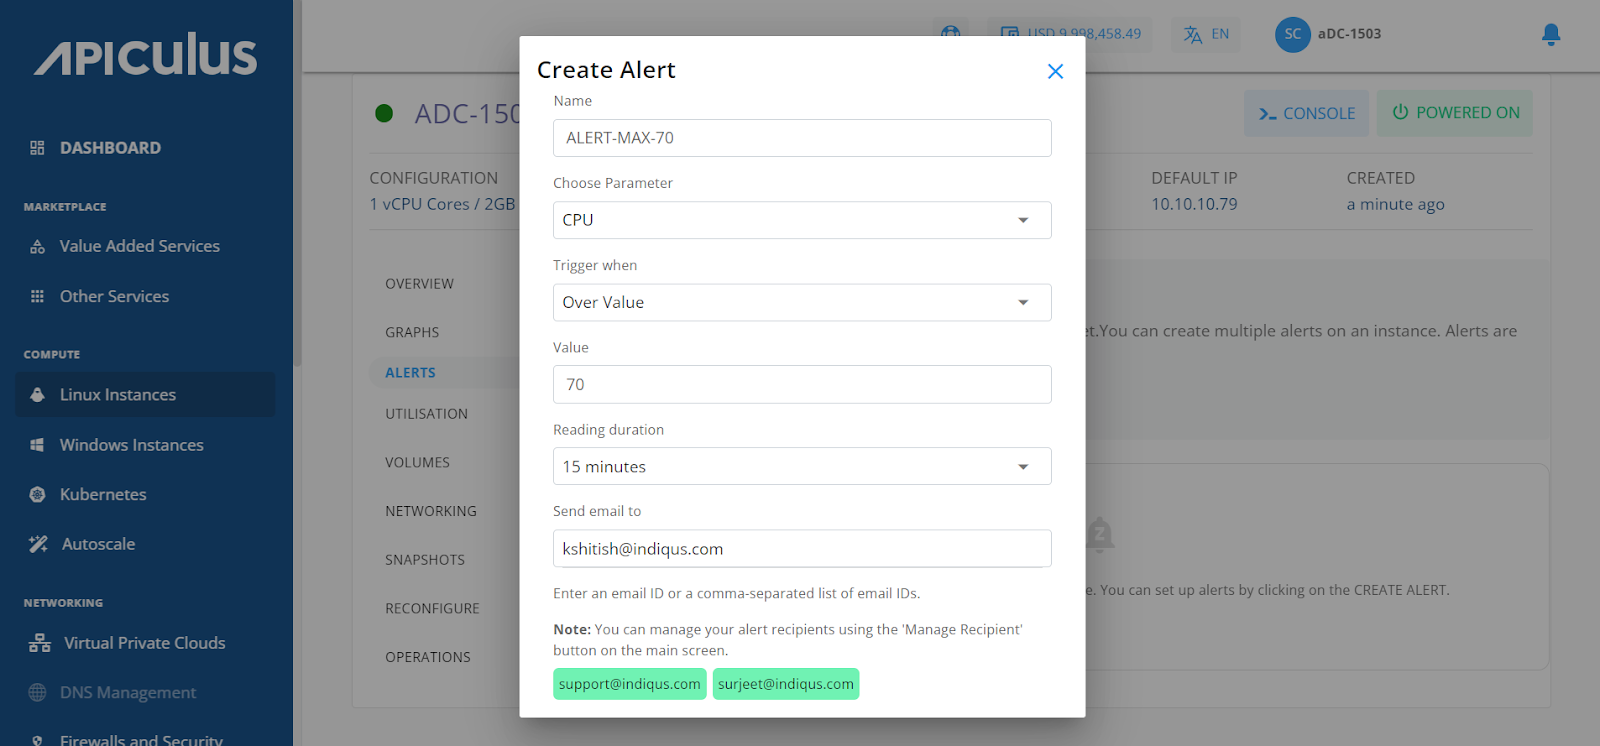 APICULUS
USD 9,998,458.49
EN
SC
aDC-1503
DASHBOARD
MARKETPLACE
Value Added Services
Other Services
COMPUTE
Linux Instances
Windows Instances
Kubernetes
Autoscale
NETWORKING
Virtual Private Clouds
DNS Management
Firewalls and Security
ADC-150
CONSOLE
POWERED ON
CONFIGURATION
1 vCPU Cores / 2GB
DEFAULT IP
10.10.10.79
CREATED
a minute ago
OVERVIEW
GRAPHS
ALERTS
UTILISATION
VOLUMES
NETWORKING
SNAPSHOTS
RECONFIGURE
OPERATIONS
et.You can create multiple alerts on an instance. Alerts are
e. You can set up alerts by clicking on the CREATE ALERT.
Create Alert
Name
ALERT-MAX-70
Choose Parameter
CPU
Trigger when
Over Value
Value
70
Reading duration
15 minutes
Send email to
kshitish@indiqus.com
Enter an email ID or a comma-separated list of email IDs.
Note: You can manage your alert recipients using the 'Manage Recipient'
button on the main screen.
support@indiqus.com surjeet@indiqus.com